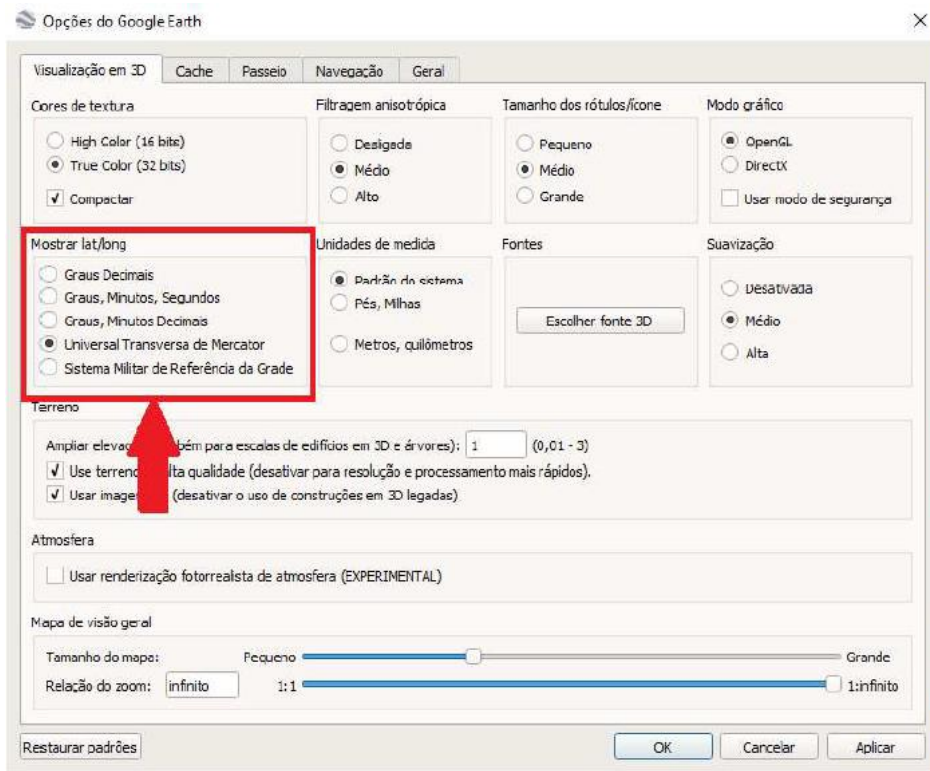 Opções do Google Earth
Visualização em 3D Cache Passeio Navegação Geral
Cores de textura
High Color (16 bits)
True Color (32 bits)
Compactar
Filtragem anisotrópica
Desligada
Médio
Alto
Tamanho dos rótulos/ícone
Pequeno
Médio
Grande
Modo gráfico
OpenGL
DirectX
Usar modo de segurança
Mostrar lat/long
Graus Decimais
Graus, Minutos, Segundos
Graus, Minutos Decimais
Universal Transversa de Mercator
Sistema Militar de Referência da Grade
Unidades de medida
Padrão do sistema
Pés, Milhas
Metros, quilômetros
Fontes
Escolher fonte 3D
Suavização
Desativada
Médio
Alta
Terreno
Ampliar elevaç bém para escalas de edifícios em 3D e árvores): 1 (0,01 - 3)
Use terreno lta qualidade (desativar para resolução e processamento mais rápidos).
Usar image (desativar o uso de construções em 3D legadas)
Atmosfera
Usar renderização fotorrealista de atmosfera (EXPERIMENTAL)
Mapa de visão geral
Tamanho do mapa: Pequeno Grande
Relação do zoom: infinito 1:1 1:infinito
Restaurar padrões OK Cancelar Aplicar